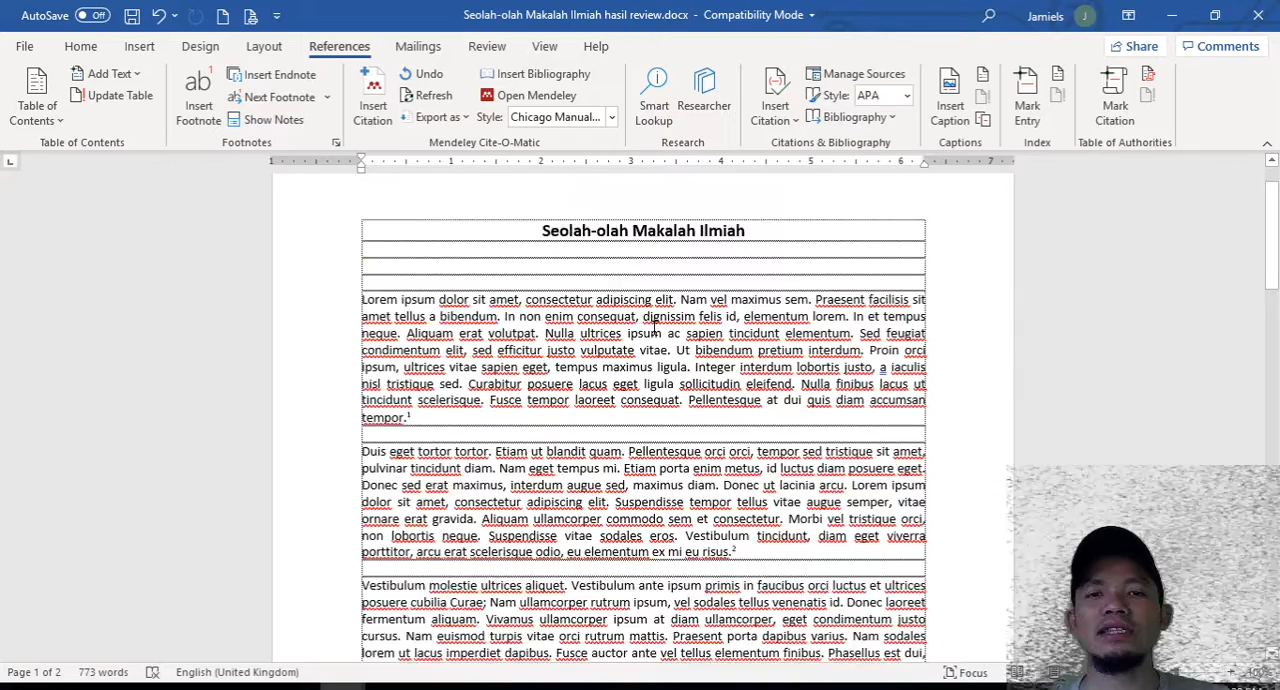 AutoSave Off Seolah-olah Makalah Ilmiah hasil review.docx - Compatibility Mode Jamiels J
File Home Insert Design Layout References Mailings Review View Help Share Comments
Table of Contents
Add Text
Update Table
Table of Contents
ab1
Insert Footnote
Insert Endnote
Next Footnote
Show Notes
Footnotes
Insert Citation
Undo
Refresh
Export as
Insert Bibliography
Open Mendeley
Style: Chicago Manual...
Mendeley Cite-O-Matic
Smart Lookup
Researcher
Research
Insert Citation
Manage Sources
Style: APA
Bibliography
Citations & Bibliography
Insert Caption
Captions
Mark Entry
Index
Mark Citation
Table of Authorities
1 1 2 3 4 5 6 7
Seolah-olah Makalah Ilmiah
Lorem ipsum dolor sit amet, consectetur adipiscing elit. Nam vel maximus sem. Praesent facilisis sit
amet tellus a bibendum. In non enim consequat, dignissim felis id, elementum lorem. In et tempus
neque. Aliquam erat volutpat. Nulla ultrices ipsum ac sapien tincidunt elementum. Sed feugiat
condimentum elit, sed efficitur justo vulputate vitae. Ut bibendum pretium interdum. Proin orci
ipsum, ultrices vitae sapien eget, tempus maximus ligula. Integer interdum lobortis justo, a iaculis
nisl tristique sed. Curabitur posuere lacus eget ligula sollicitudin eleifend. Nulla finibus lacus ut
tincidunt scelerisque. Fusce tempor laoreet consequat. Pellentesque at dui quis diam accumsan
tempor.1
Duis eget tortor tortor. Etiam ut blandit quam. Pellentesque orci orci, tempor sed tristique sit amet,
pulvinar tincidunt diam. Nam eget tempus mi. Etiam porta enim metus, id luctus diam posuere eget.
Donec sed erat maximus, interdum augue sed, maximus diam. Donec ut lacinia arcu. Lorem ipsum
dolor sit amet, consectetur adipiscing elit. Suspendisse tempor tellus vitae augue semper, vitae
ornare erat gravida. Aliquam ullamcorper commodo sem et consectetur. Morbi vel tristique orci,
non lobortis neque. Suspendisse vitae sodales eros. Vestibulum tincidunt, diam eget viverra
porttitor, arcu erat scelerisque odio, eu elementum ex mi eu risus.2
Vestibulum molestie ultrices aliquet. Vestibulum ante ipsum primis in faucibus orci luctus et ultrices
posuere cubilia Curae; Nam ullamcorper rutrum ipsum, vel sodales tellus venenatis id. Donec laoreet
fermentum aliquam. Vivamus ullamcorper ipsum at diam ullamcorper, eget condimentum justo
cursus. Nam euismod turpis vitae orci rutrum mattis. Praesent porta dapibus varius. Nam sodales
lorem ut risus imperdiet dapibus. Fusce auctor ante vel tellus elementum finibus. Phasellus est dui,
Page 1 of 2 773 words English (United Kingdom) Focus